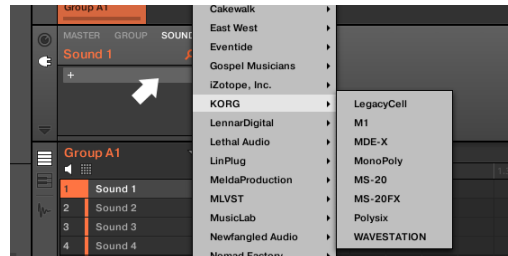 Group A1
MASTER GROUP SOUND
Sound 1
+
Group A1
1 Sound 1
2 Sound 2
3 Sound 3
4 Sound 4
Cakewalk
East West
Eventide
Gospel Musicians
iZotope, Inc.
KORG
LennarDigital
Lethal Audio
LinPlug
MeldaProduction
MLVST
MusicLab
Newfangled Audio
Nomad Factory
LegacyCell
M1
MDE-X
MonoPoly
MS-20
MS-20FX
Polysix
WAVESTATION